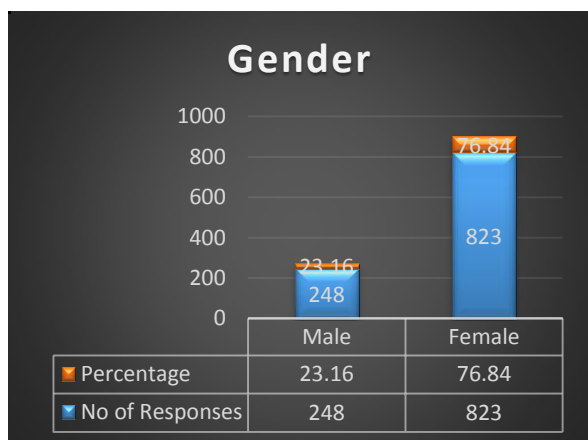 Gender
1000
800
600
400
200
0
23.16
248
76.84
823
Male Female
Percentage 23.16 76.84
No of Responses 248 823